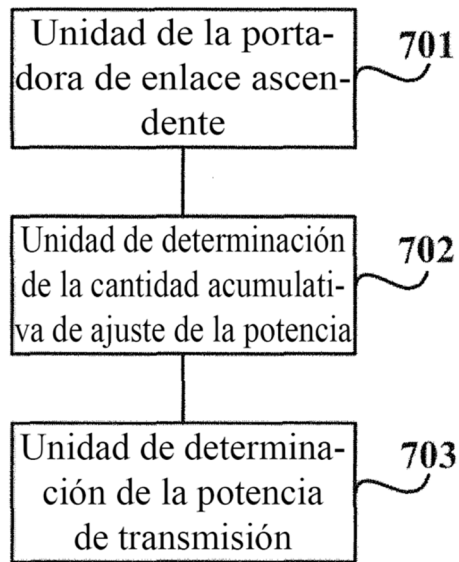 Unidad de la porta-
dora de enlace ascen-
dente
701
Unidad de determinación
de la cantidad acumulati-
va de ajuste de la potencia
702
Unidad de determina-
ción de la potencia
de transmisión
703